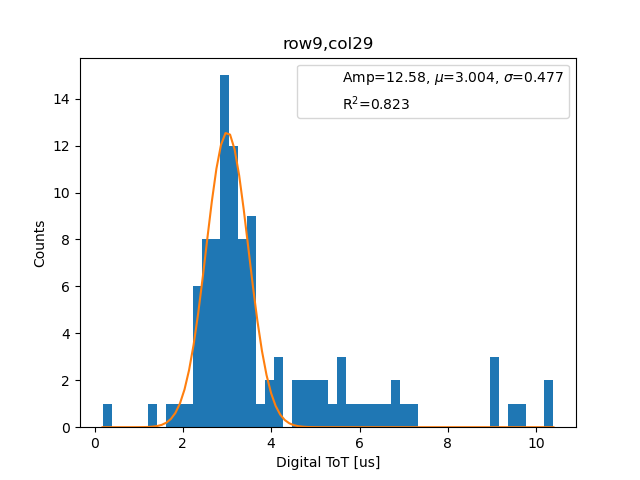 row9,col29
Amp=12.58, μ=3.004, σ=0.477
R²=0.823
Counts
14
12
10
8
6
4
2
0
0 2 4 6 8 10
Digital ToT [us]